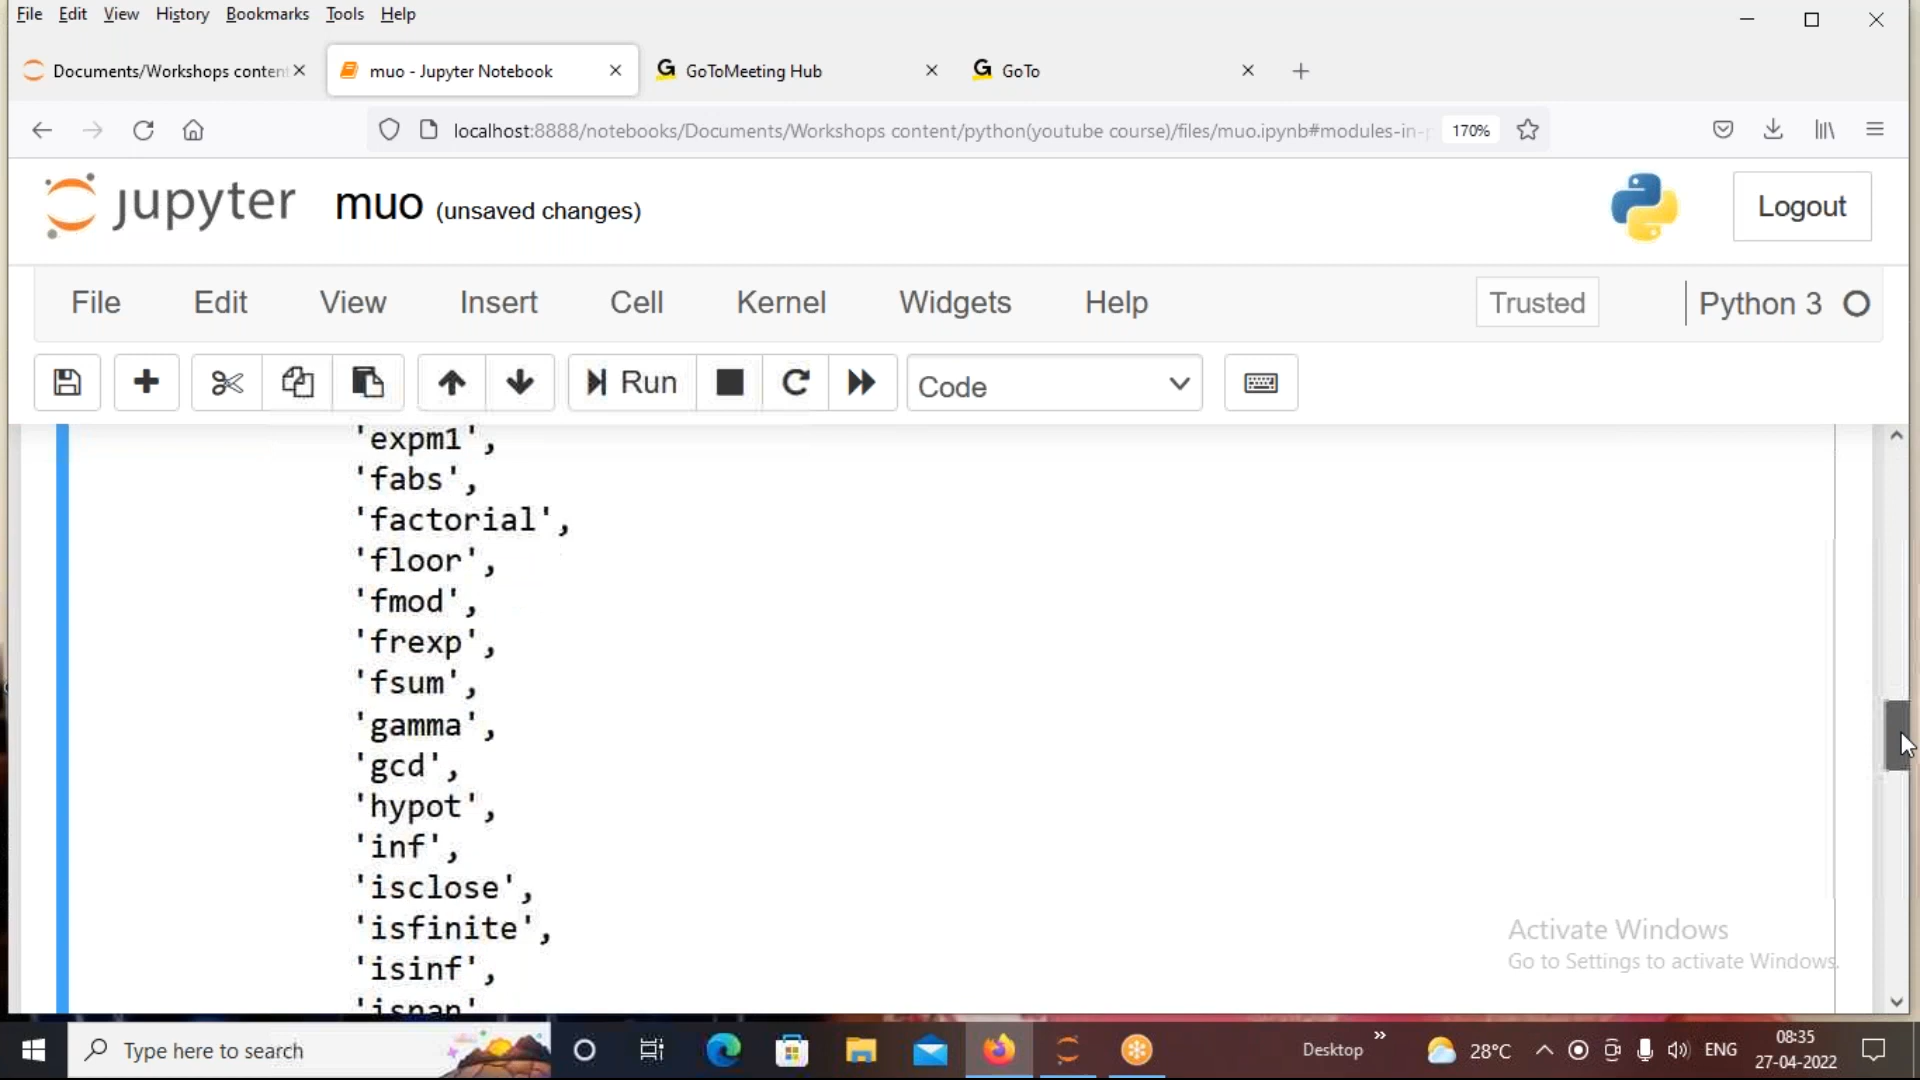 File Edit View History Bookmarks Tools Help
Documents/Workshops conten
muo - Jupyter Notebook
GoToMeeting Hub
GoTo
localhost:8888/notebooks/Documents/Workshops content/python(youtube course)/files/muo.ipynb#modules-in-
170%
jupyter muo (unsaved changes)
Logout
File Edit View Insert Cell Kernel Widgets Help
Trusted
Python 3
Run
Code
'expm1',
'fabs',
'factorial',
'floor',
'fmod',
'frexp',
'fsum',
'gamma',
'gcd',
'hypot',
'inf',
'isclose',
'isfinite',
'isinf',
'isnan'
Activate Windows
Go to Settings to activate Windows.
Type here to search
Desktop
28°C
ENG
08:35
27-04-2022